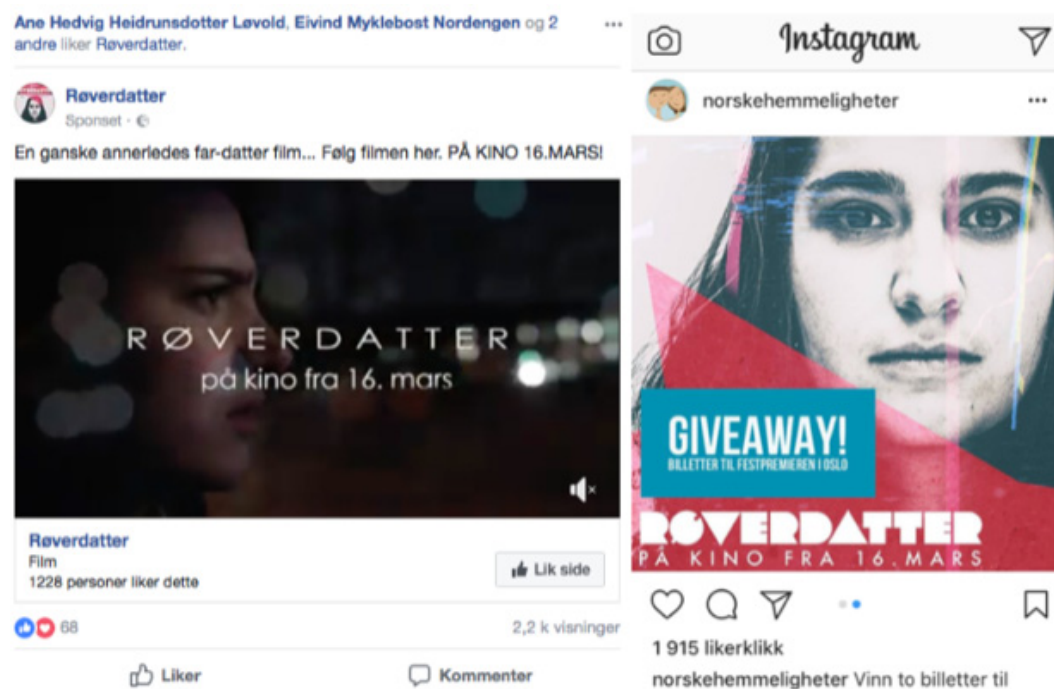 Ane Hedvig Heidrunsdotter Løvold, Eivind Myklebost Nordengen og 2
andre liker Røverdatter.
Røverdatter
Sponset ·
En ganske annerledes far-datter film... Følg filmen her. PÅ KINO 16.MARS!
RØVERDATTER
på kino fra 16. mars
Røverdatter
Film
1228 personer liker dette
Lik side
68
2,2 k visninger
Liker
Kommenter
Instagram
norskehemmeligheter
GIVEAWAY!
BILLETTER TIL FESTPREMIEREN I OSLO
RØVERDATTER
PÅ KINO FRA 16.MARS
1 915 likerklikk
norskehemmeligheter Vinn to billetter til